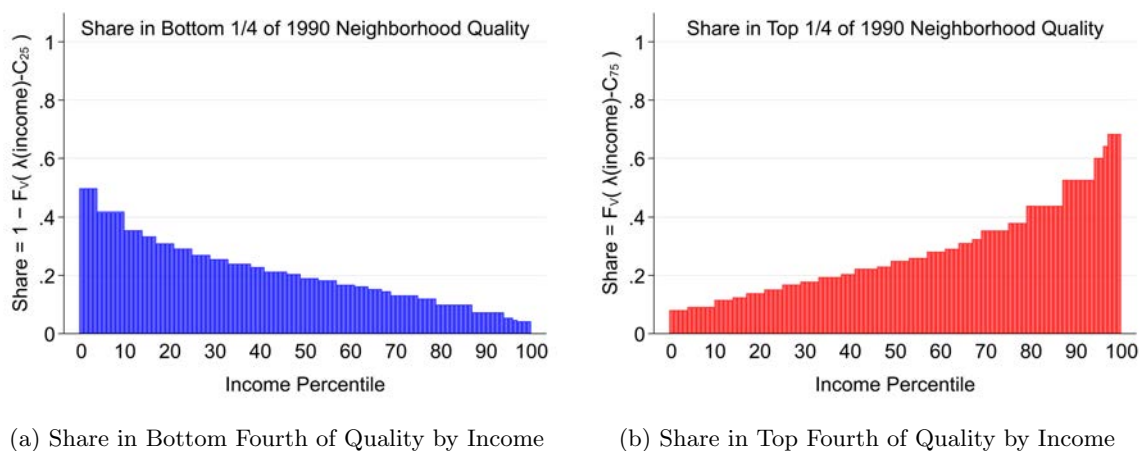 Share in Bottom 1/4 of 1990 Neighborhood Quality
Share = 1 − Fᵥ( λ(income)-C₂₅ )
1
.8
.6
.4
.2
0
0 10 20 30 40 50 60 70 80 90 100
Income Percentile
(a) Share in Bottom Fourth of Quality by Income
Share in Top 1/4 of 1990 Neighborhood Quality
Share = Fᵥ( λ(income)-C₇₅ )
1
.8
.6
.4
.2
0
0 10 20 30 40 50 60 70 80 90 100
Income Percentile
(b) Share in Top Fourth of Quality by Income